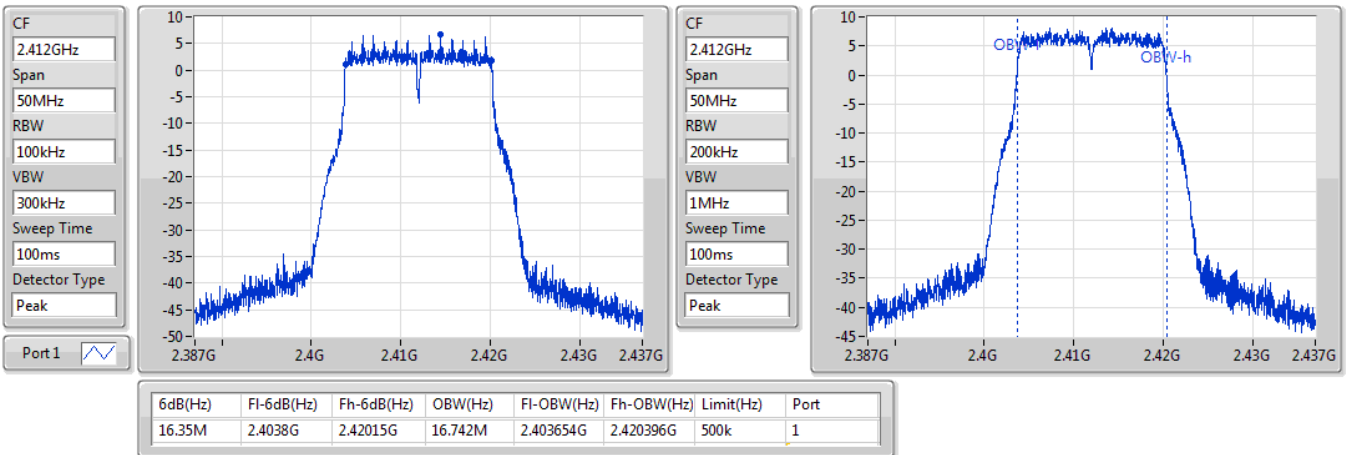 CF
2.412GHz
Span
50MHz
RBW
100kHz
VBW
300kHz
Sweep Time
100ms
Detector Type
Peak
Port 1
10
5
0
-5
-10
-15
-20
-25
-30
-35
-40
-45
-50
2.387G 2.4G 2.41G 2.42G 2.43G 2.437G
CF
2.412GHz
Span
50MHz
RBW
200kHz
VBW
1MHz
Sweep Time
100ms
Detector Type
Peak
10
5
0
-5
-10
-15
-20
-25
-30
-35
-40
-45
OBW-h
2.387G 2.4G 2.41G 2.42G 2.43G 2.437G
6dB(Hz) Fl-6dB(Hz) Fh-6dB(Hz) OBW(Hz) Fl-OBW(Hz) Fh-OBW(Hz) Limit(Hz) Port
16.35M 2.4038G 2.42015G 16.742M 2.403654G 2.420396G 500k 1